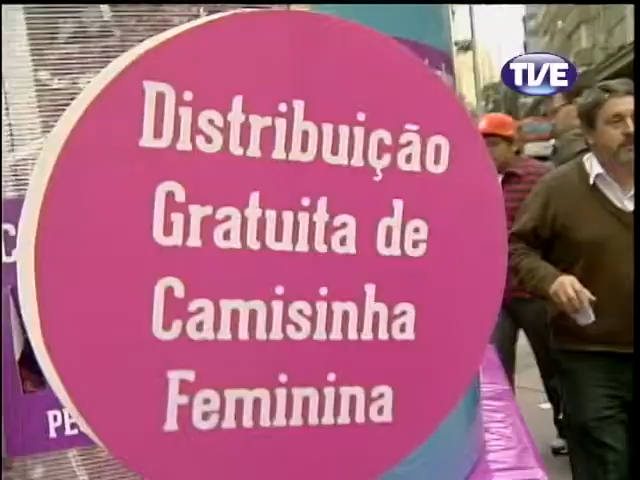 TVE
Distribuição
Gratuita de
Camisinha
Feminina